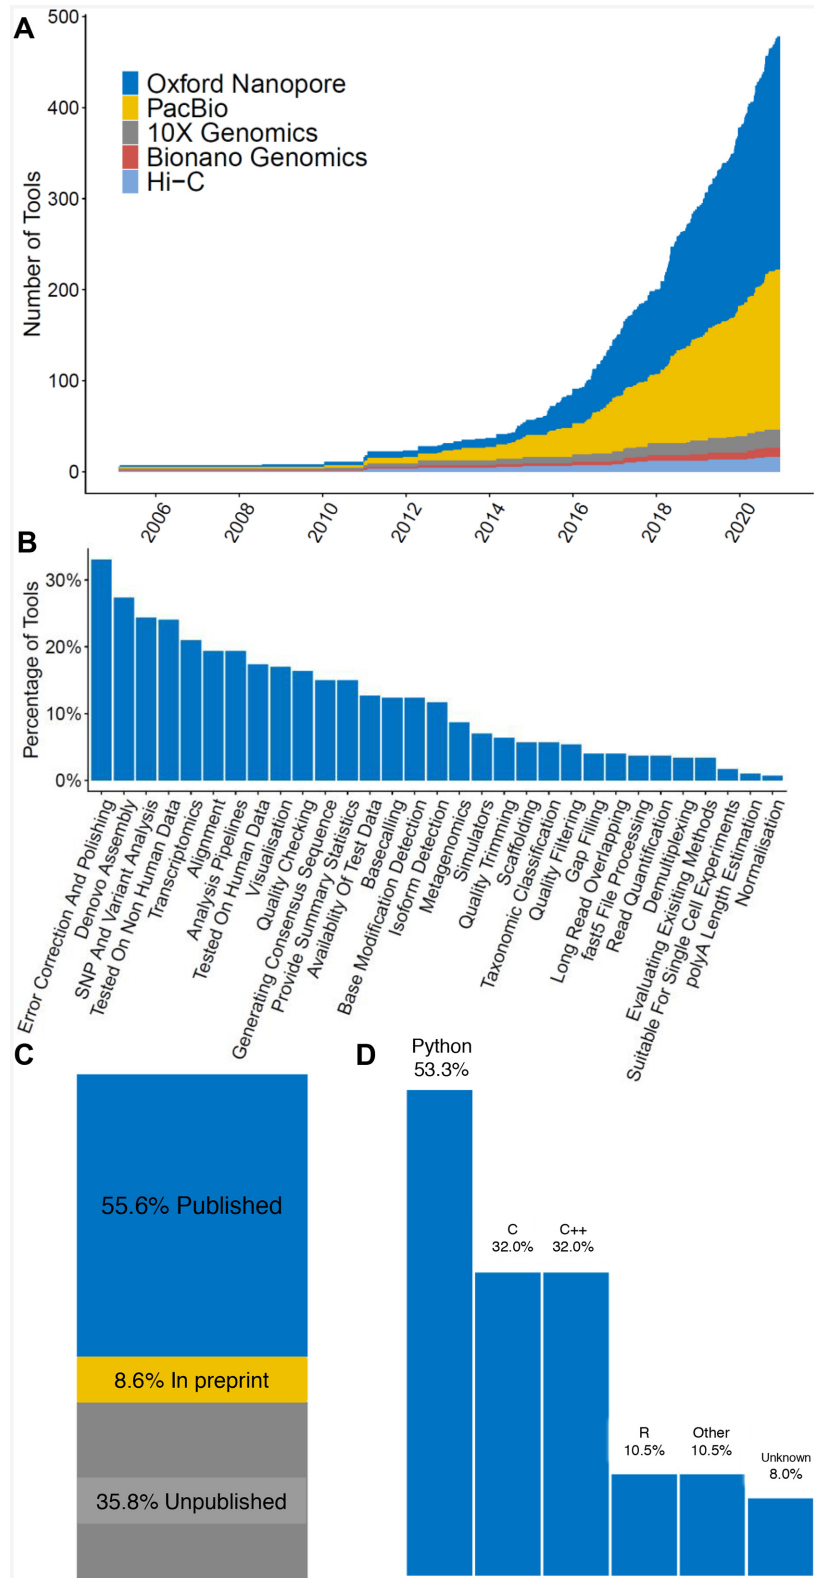 A
500
400
300
200
100
0
Number of Tools
Oxford Nanopore
PacBio
10X Genomics
Bionano Genomics
Hi-C
2006
2008
2010
2012
2014
2016
2018
2020
B
Percentage of Tools
30%
20%
10%
0%
Error Correction And Polishing
Denovo Assembly
SNP And Variant Analysis
Tested On Non Human Data
Transcriptomics
Alignment
Analysis Pipelines
Tested On Human Data
Visualisation
Quality Checking
Generating Consensus Sequence
Provide Summary Statistics
Availablity Of Test Data
Basecalling
Base Modification Detection
Isoform Detection
Metagenomics
Simulators
Quality Trimming
Scaffolding
Taxonomic Classification
Quality Filtering
Gap Filling
Long Read Overlapping
fast5 File Processing
Read Quantification
Demultiplexing
Evaluating Exisiting Methods
Suitable For Single Cell Experiments
polyA Length Estimation
Normalisation
C
55.6% Published
8.6% In preprint
35.8% Unpublished
D
Python
53.3%
C
32.0%
C++
32.0%
R
10.5%
Other
10.5%
Unknown
8.0%